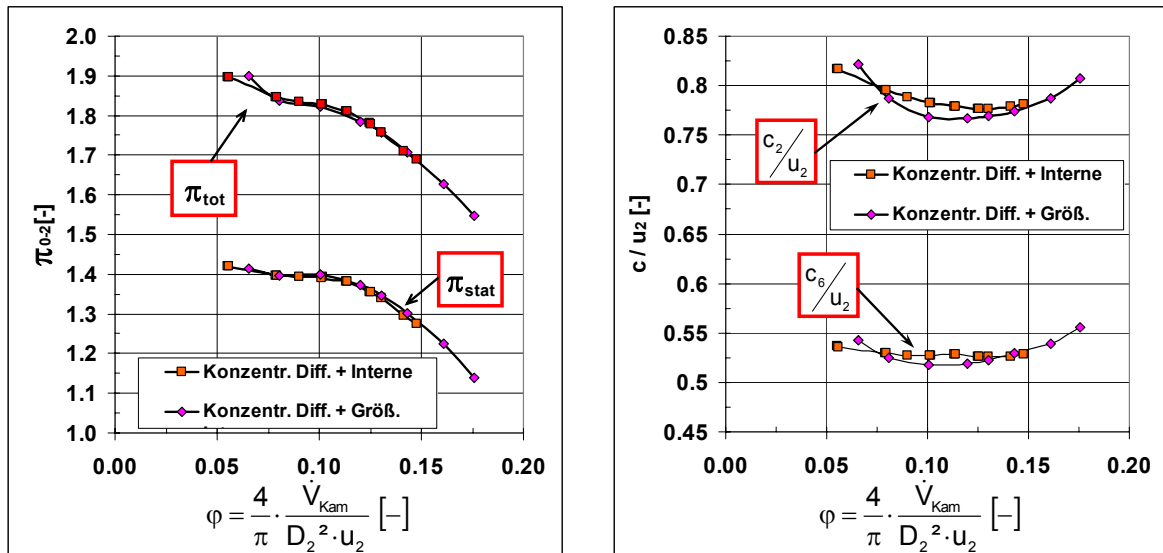 2.0
1.9
1.8
1.7
1.6
1.5
1.4
1.3
1.2
1.1
1.0
π0-2[-]
πtot
πstat
Konzentr. Diff. + Interne
Konzentr. Diff. + Größ.
0.00 0.05 0.10 0.15 0.20
φ = 4/π · V̇Kam / D₂² · u₂ [–]
0.85
0.8
0.75
0.7
0.65
0.6
0.55
0.5
0.45
c / u2 [-]
c₂/u₂
Konzentr. Diff. + Interne
Konzentr. Diff. + Größ.
c₆/u₂
0.00 0.05 0.10 0.15 0.20
φ = 4/π · V̇Kam / D₂² · u₂ [–]